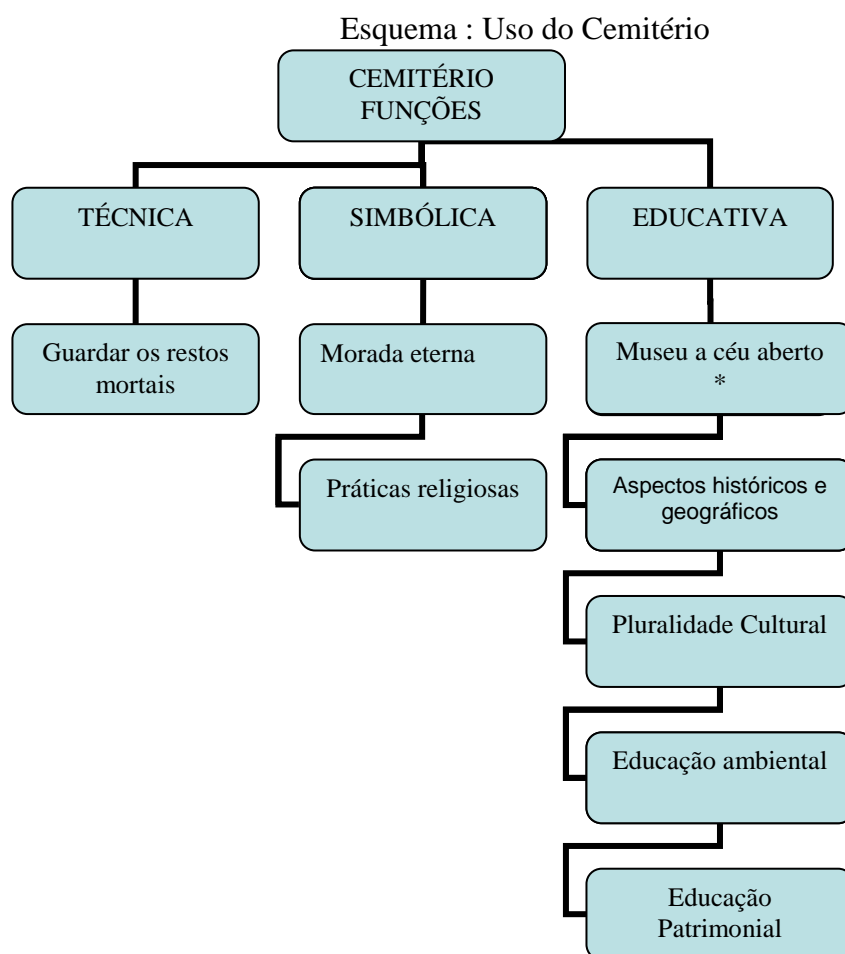 Esquema : Uso do Cemitério
CEMITÉRIO
FUNÇÕES
TÉCNICA
SIMBÓLICA
EDUCATIVA
Guardar os restos
mortais
Morada eterna
Museu a céu aberto
*
Práticas religiosas
Aspectos históricos e
geográficos
Pluralidade Cultural
Educação ambiental
Educação
Patrimonial